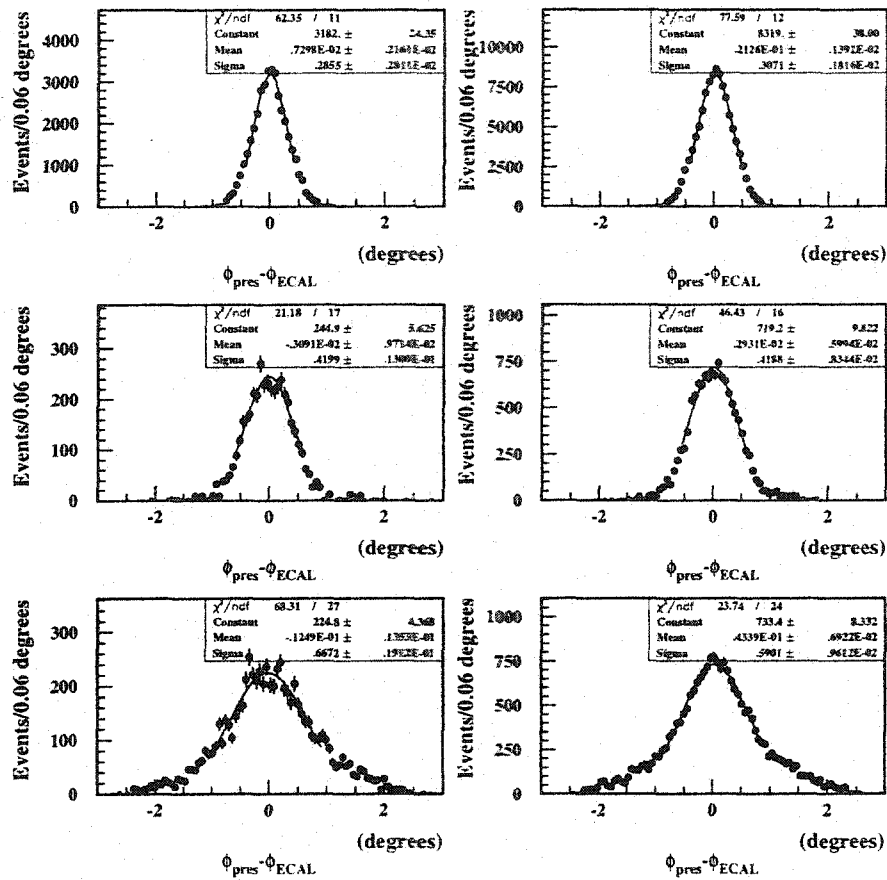 χ²/ndf 62.35 / 11
Constant 3182. ± 24.35
Mean .7298E-02 ±
Sigma .2855 ±
Events/0.06 degrees
4000
3000
2000
1000
0
-2 0 2
(degrees)
ϕpres-ϕECAL
χ²/ndf 77.59 / 12
Constant 8319. ± 38.00
Mean .2126E-01 ± .1392E-02
Sigma .3071 ± .1816E-02
Events/0.06 degrees
10000
7500
5000
2500
0
-2 0 2
(degrees)
ϕpres-ϕECAL
χ²/ndf 21.18 / 17
Constant 244.9 ± 5.625
Mean -.3091E-02 ±
Sigma .4199 ±
Events/0.06 degrees
300
200
100
0
-2 0 2
(degrees)
ϕpres-ϕECAL
χ²/ndf 46.43 / 16
Constant 719.2 ± 9.822
Mean .2931E-02 ± .5994E-02
Sigma .4188 ± .8344E-02
Events/0.06 degrees
1000
750
500
250
0
-2 0 2
(degrees)
ϕpres-ϕECAL
χ²/ndf 68.31 / 27
Constant 224.8 ± 4.368
Mean -.1249E-01 ±
Sigma .6672 ±
Events/0.06 degrees
300
200
100
0
-2 0 2
(degrees)
ϕpres-ϕECAL
χ²/ndf 23.74 / 24
Constant 733.4 ± 8.332
Mean .4339E-01 ± .6922E-02
Sigma .5901 ± .9612E-02
Events/0.06 degrees
1000
750
500
250
0
-2 0 2
(degrees)
ϕpres-ϕECAL